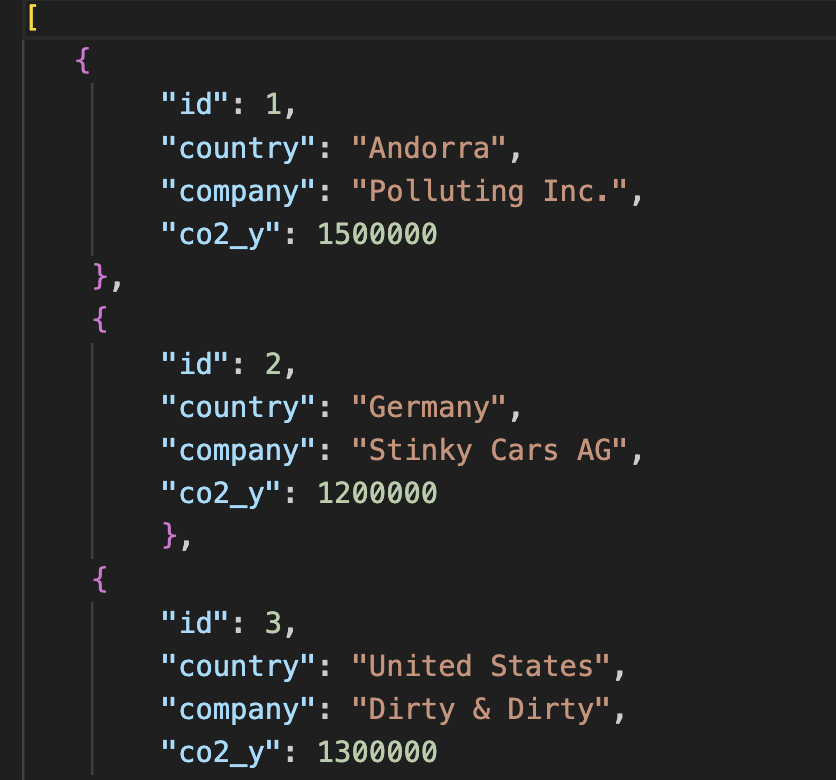 [
{
"id": 1,
"country": "Andorra",
"company": "Polluting Inc.",
"co2_y": 1500000
},
{
"id": 2,
"country": "Germany",
"company": "Stinky Cars AG",
"co2_y": 1200000
},
{
"id": 3,
"country": "United States",
"company": "Dirty & Dirty",
"co2_y": 1300000